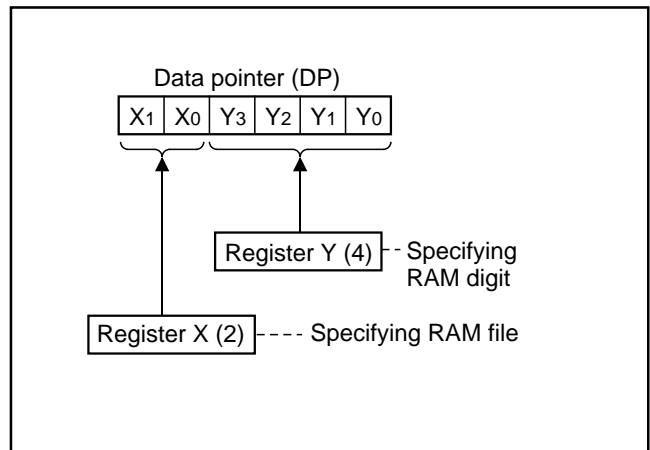 Data pointer (DP)
X1 X0 Y3 Y2 Y1 Y0
Register Y (4)
Specifying
RAM digit
Register X (2)
Specifying RAM file